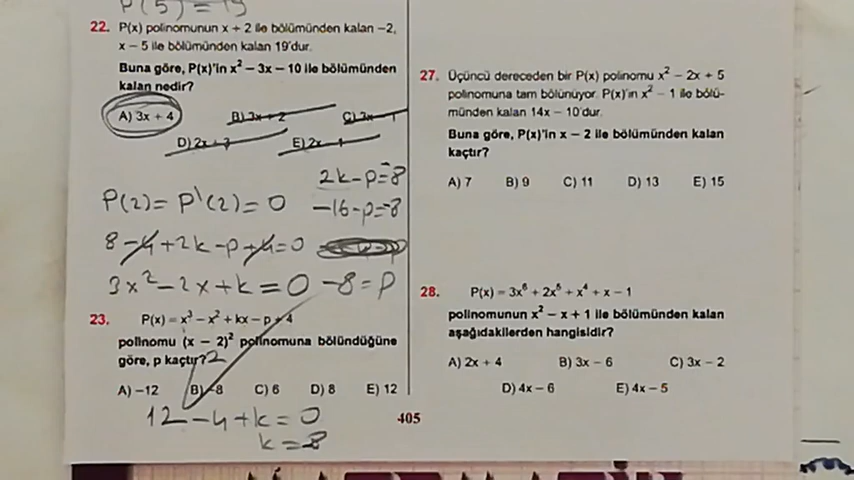 P(5) = 19
22. P(x) polinomunun x + 2 ile bölümünden kalan −2,
x − 5 ile bölümünden kalan 19'dur.
Buna göre, P(x)'in x² − 3x − 10 ile bölümünden
kalan nedir?
A) 3x + 4 B) 3x + 2 C) 3x − 1
D) 2x + 3 E) 2x − 1
2k − p = −8
P(2) = P'(2) = 0 −16 − p = −8
8 − 4 + 2k − p + 4 = 0
3x² − 2x + k = 0 −8 = p
23. P(x) = x³ − x² + kx − p + 4
polinomu (x − 2)² polinomuna bölündüğüne
göre, p kaçtır? 2
A) −12 B) −8 C) 6 D) 8 E) 12
12 − 4 + k = 0
k = −8
27. Üçüncü dereceden bir P(x) polinomu x² − 2x + 5
polinomuna tam bölünüyor. P(x)'in x² − 1 ile bölü-
münden kalan 14x − 10'dur.
Buna göre, P(x)'in x − 2 ile bölümünden kalan
kaçtır?
A) 7 B) 9 C) 11 D) 13 E) 15
28. P(x) = 3x⁶ + 2x⁵ + x⁴ + x − 1
polinomunun x² − x + 1 ile bölümünden kalan
aşağıdakilerden hangisidir?
A) 2x + 4 B) 3x − 6 C) 3x − 2
D) 4x − 6 E) 4x − 5
405